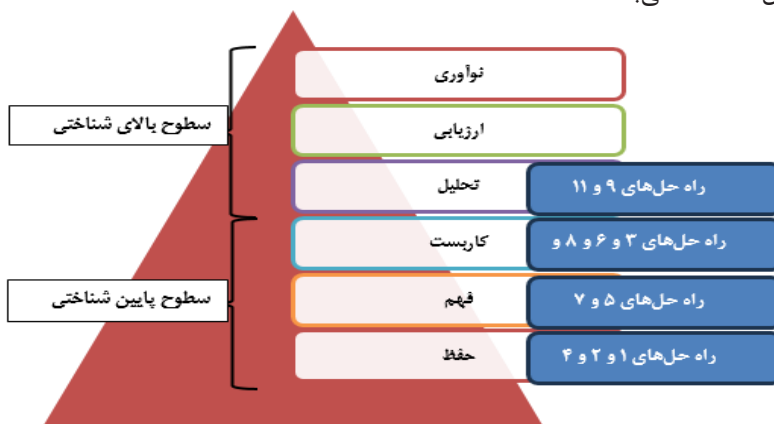 نوآوری
ارزیابی
سطوح بالای شناختی
تحلیل
راه حل‌های ۹ و ۱۱
کاربست
راه حل‌های ۳ و ۶ و ۸ و
فهم
راه حل‌های ۵ و ۷
سطوح پایین شناختی
حفظ
راه حل‌های ۱ و ۲ و ۴